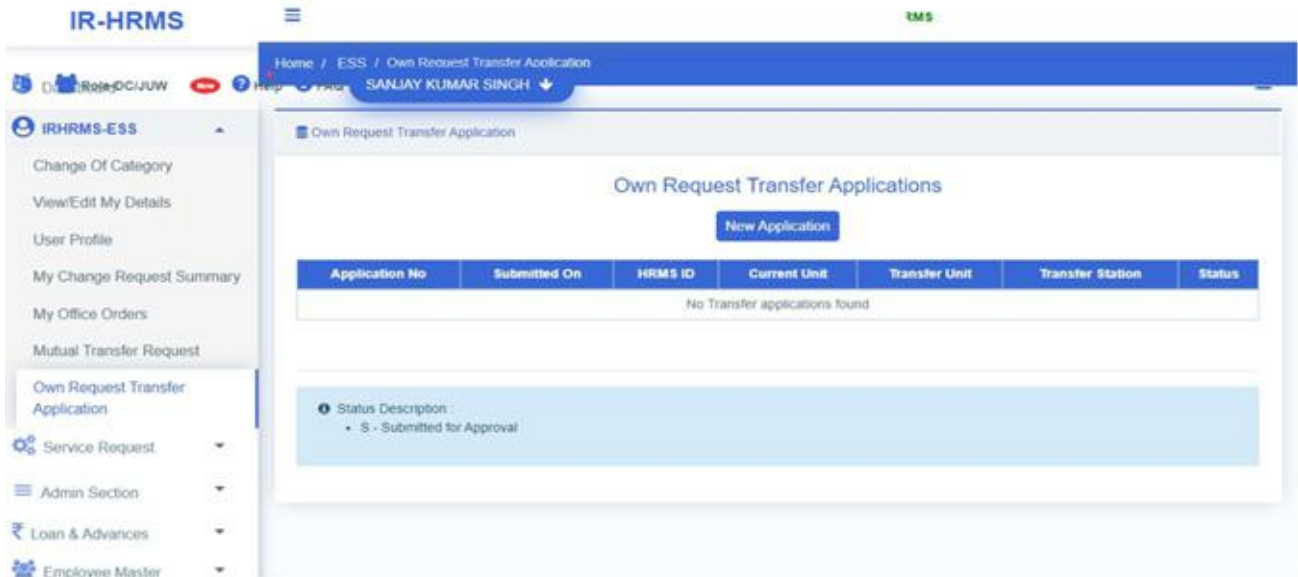 IR-HRMS
RMS
Home / ESS / Own Request Transfer Application
Role-DC/JUW
SANJAY KUMAR SINGH
IRHRMS-ESS
Change Of Category
View/Edit My Details
User Profile
My Change Request Summary
My Office Orders
Mutual Transfer Request
Own Request Transfer
Application
Service Request
Admin Section
₹ Loan & Advances
Employee Master
Own Request Transfer Application
Own Request Transfer Applications
New Application
Application No Submitted On HRMS ID Current Unit Transfer Unit Transfer Station Status
No Transfer applications found
Status Description :
• S - Submitted for Approval